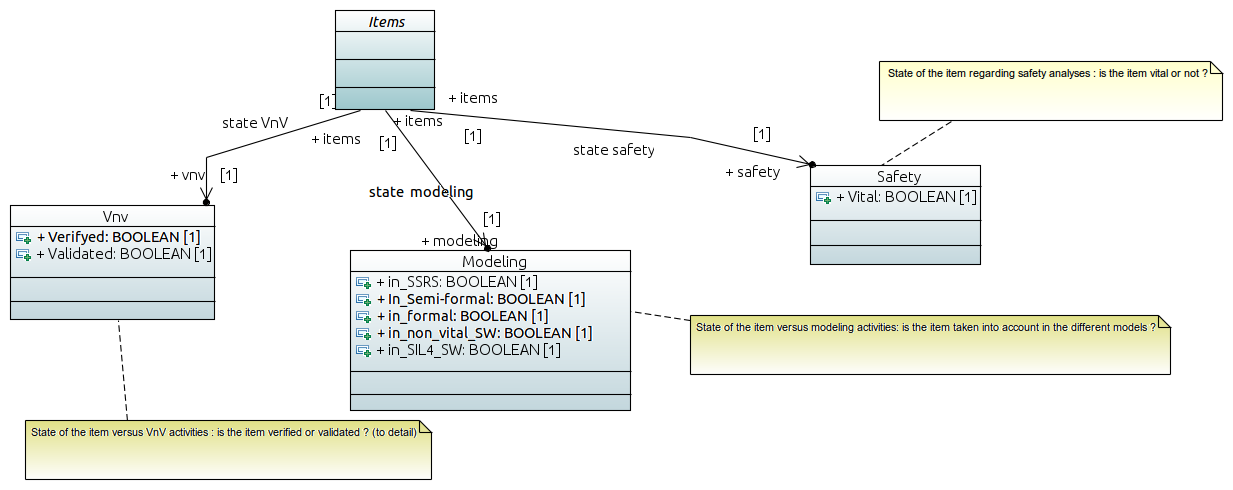 Items
[1]
+ items
state VnV
+ items
+ items
[1]
[1]
[1]
state safety
+ vnv
[1]
+ safety
state modeling
[1]
+ modeling
State of the item regarding safety analyses : is the item vital or not ?
Safety
+ Vital: BOOLEAN [1]
Vnv
+ Verifyed: BOOLEAN [1]
+ Validated: BOOLEAN [1]
Modeling
+ in_SSRS: BOOLEAN [1]
+ In_Semi-formal: BOOLEAN [1]
+ in_formal: BOOLEAN [1]
+ in_non_vital_SW: BOOLEAN [1]
+ in_SIL4_SW: BOOLEAN [1]
State of the item versus modeling activities: is the item taken into account in the different models ?
State of the item versus VnV activities : is the item verified or validated ? (to detail)